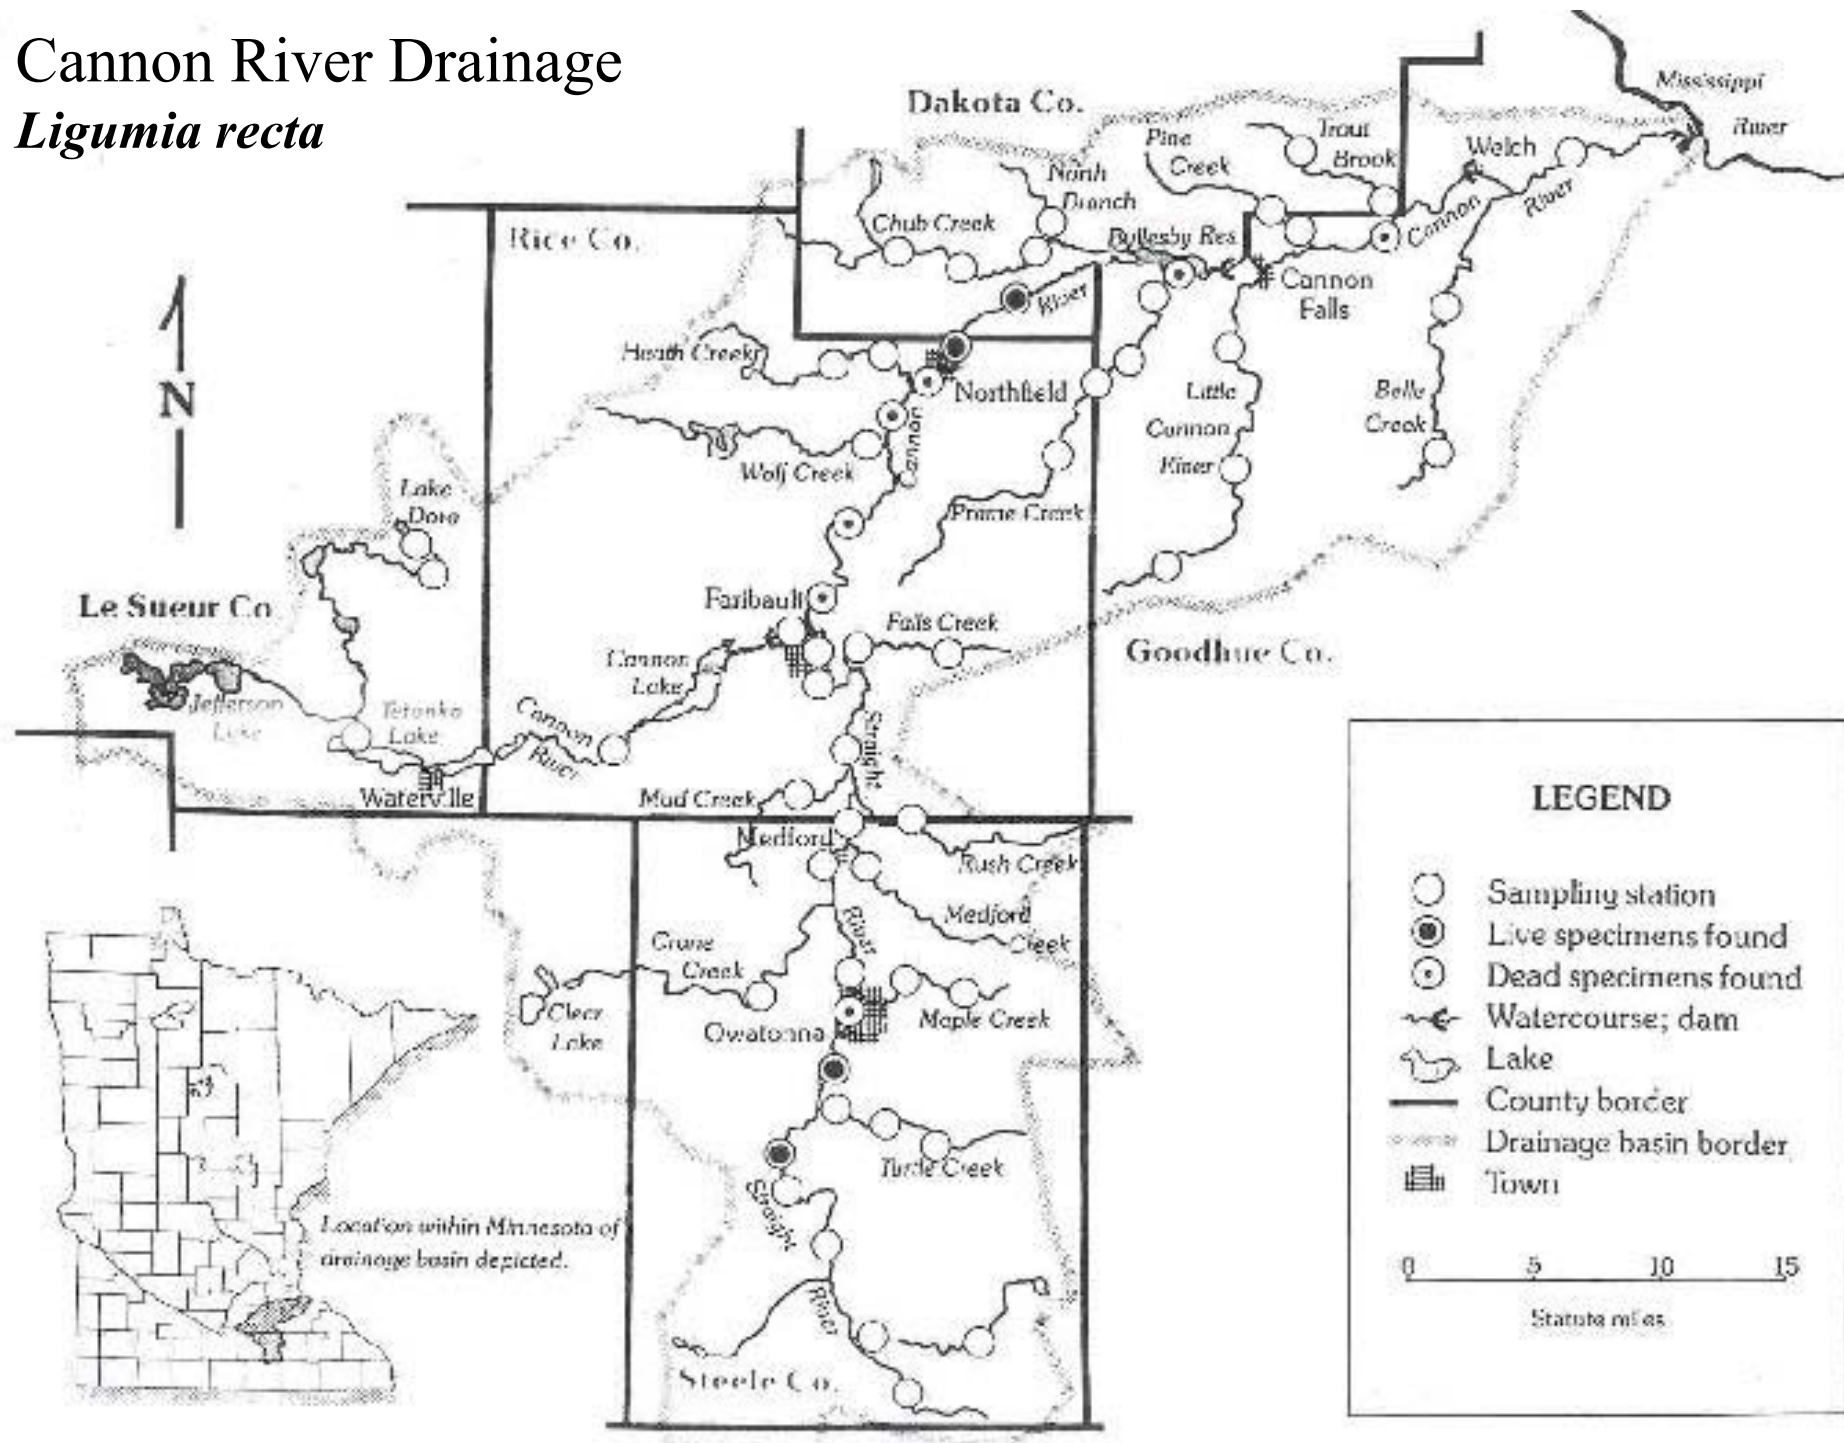 Cannon River Drainage
Ligumia recta
Dakota Co.
Mississippi
River
Pine
Creek
Trout
Brook
Welch
North
Branch
Chub Creek
Rice Co.
Byllesby Res.
Cannon
River
Cannon
Falls
River
Heath Creek
Northfield
Little
Cannon
River
Belle
Creek
Cannon
Wolf Creek
Prairie Creek
N
Lake
Dora
Le Sueur Co
Faribault
Falls Creek
Goodhue Co.
Cannon
Lake
Jefferson
Lake
Tetonka
Lake
Cannon
River
Straight
Waterville
Mud Creek
Medford
Rush Creek
River
Medford
Creek
Crane
Creek
Clear
Lake
Owatonna
Maple Creek
Turtle Creek
Straight
River
Steele Co.
Location within Minnesota of
drainage basin depicted.
LEGEND
Sampling station
Live specimens found
Dead specimens found
Watercourse; dam
Lake
County border
Drainage basin border
Town
0 5 10 15
Statute miles